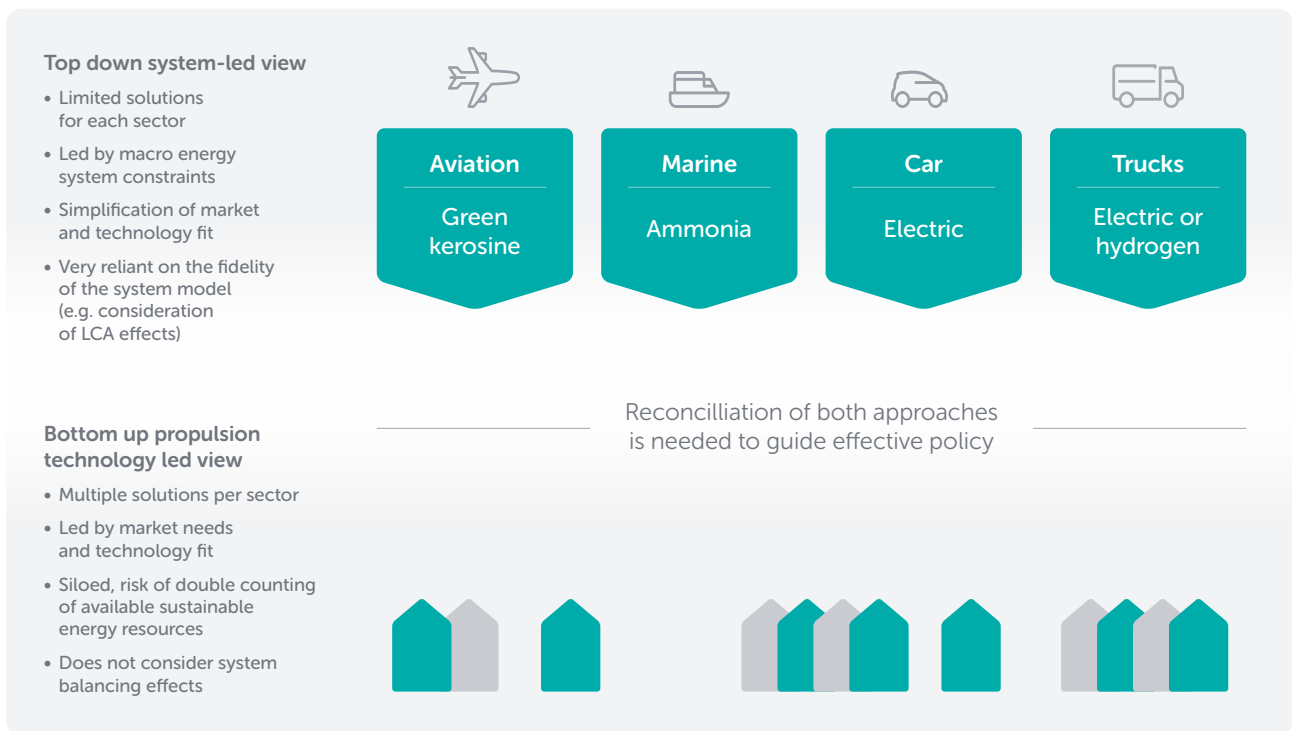 Top down system-led view
• Limited solutions
for each sector
• Led by macro energy
system constraints
• Simplification of market
and technology fit
• Very reliant on the fidelity
of the system model
(e.g. consideration
of LCA effects)
Aviation
Green
kerosine
Marine
Ammonia
Car
Electric
Trucks
Electric or
hydrogen
Reconcilliation of both approaches
is needed to guide effective policy
Bottom up propulsion
technology led view
• Multiple solutions per sector
• Led by market needs
and technology fit
• Siloed, risk of double counting
of available sustainable
energy resources
• Does not consider system
balancing effects